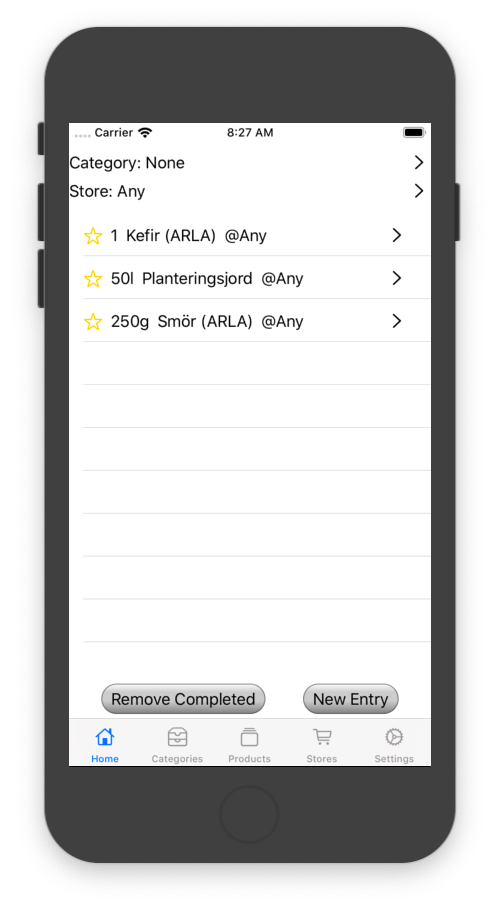 Carrier 8:27 AM
Category: None
Store: Any
1 Kefir (ARLA) @Any
50l Planteringsjord @Any
250g Smör (ARLA) @Any
Remove Completed New Entry
Home Categories Products Stores Settings